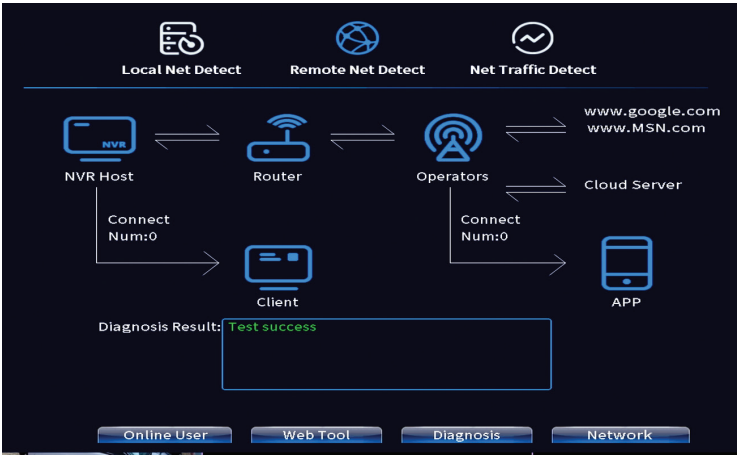 Local Net Detect
Remote Net Detect
Net Traffic Detect
www.google.com
www.MSN.com
NVR
NVR Host
Router
Operators
Cloud Server
Connect
Num:0
Connect
Num:0
Client
APP
Diagnosis Result:
Test success
Online User
Web Tool
Diagnosis
Network